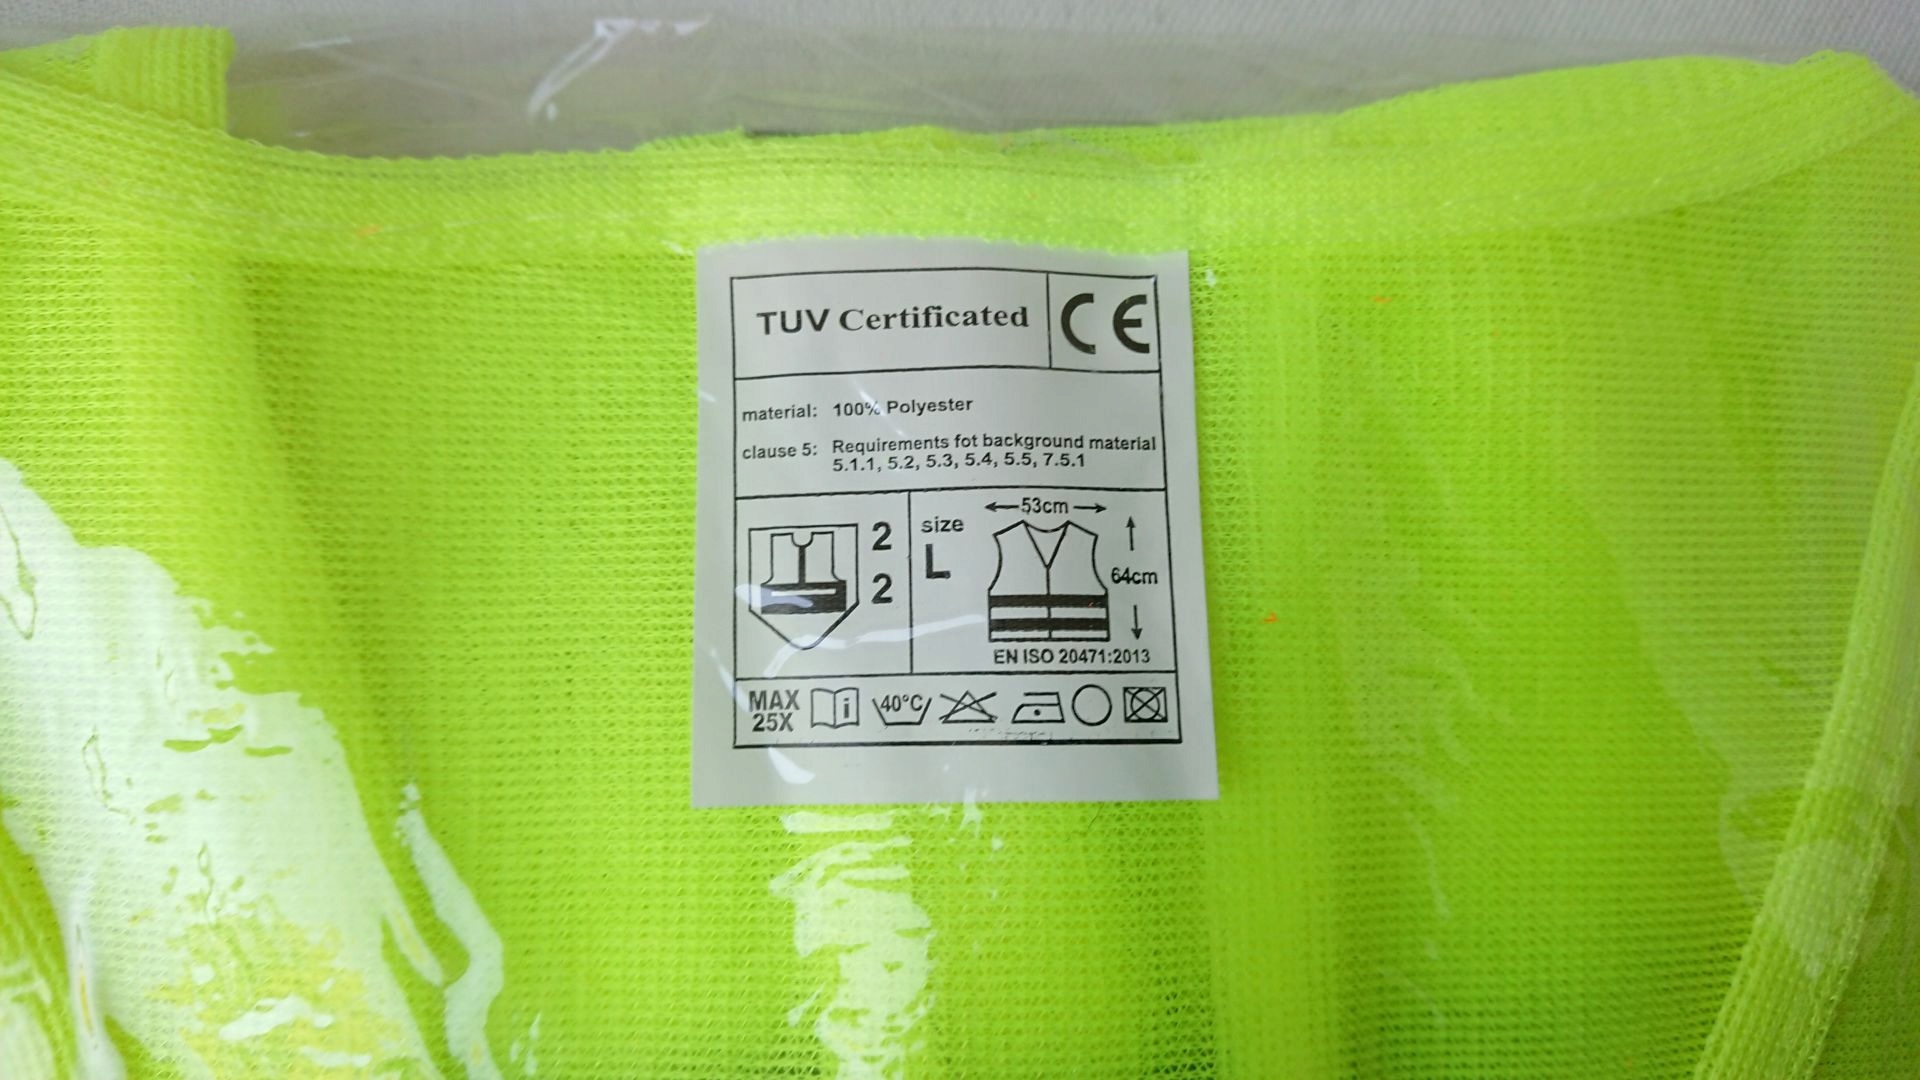 TUV Certificated CE
material: 100% Polyester
clause 5: Requirements fot background material
5.1.1, 5.2, 5.3, 5.4, 5.5, 7.5.1
2
2
size
L
53cm
64cm
EN ISO 20471:2013
MAX
25X
i
40°C